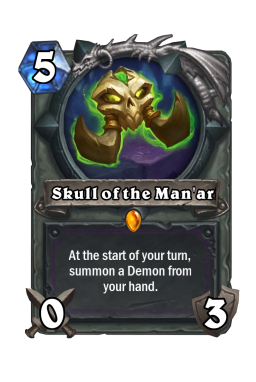 5
Skull of the Man'ar
At the start of your turn,
summon a Demon from
your hand.
0 3